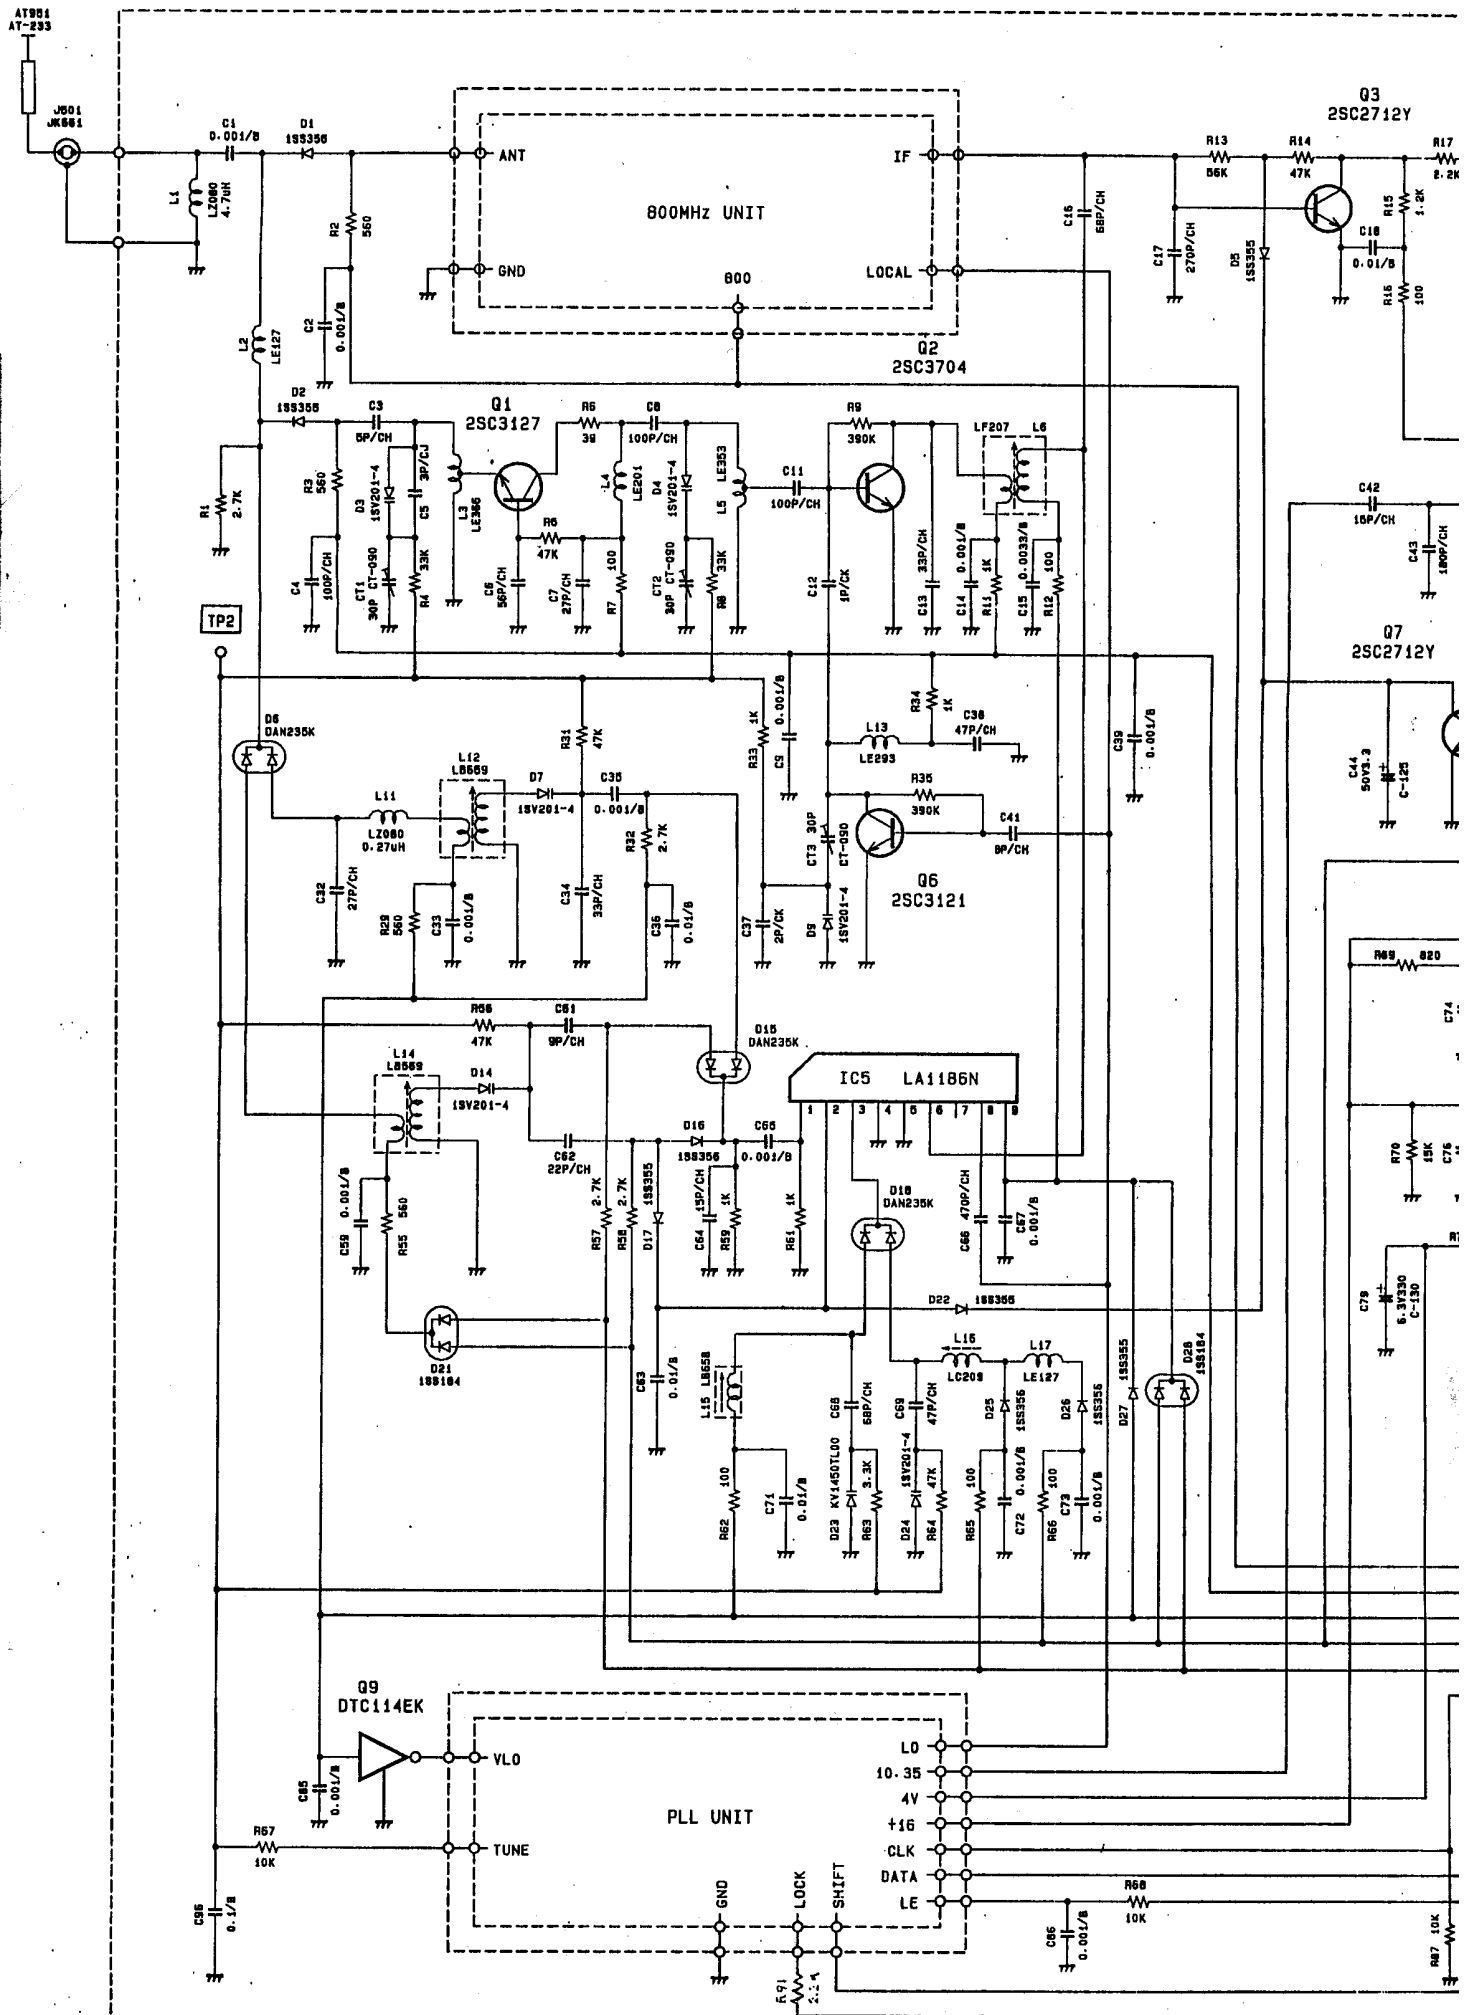 AT951
AT-233
J501
JK551
C1
0.001/B
D1
1SS356
L1
LZ080
4.7uH
R2
560
C2
0.001/B
ANT
IF
800MHz UNIT
GND
LOCAL
800
Q2
2SC3704
Q3
2SC2712Y
R13
56K
R14
47K
R17
2.2K
R15
1.2K
C16
68P/CH
C17
270P/CH
D5
1SS355
C18
0.01/B
R16
100
L2
LE127
D2
1SS356
C3
5P/CH
Q1
2SC3127
R6
39
C8
100P/CH
R9
390K
LF207
L6
R1
2.7K
R3
560
D3
1SV201-4
C5
3P/CJ
L3
LE366
L4
LE201
D4
1SV201-4
L5
LE353
C11
100P/CH
C42
15P/CH
C43
180P/CH
C4
100P/CH
CT1
30P CT-090
R4
33K
R5
47K
C6
56P/CH
C7
27P/CH
R7
100
CT2
30P CT-090
R8
33K
C12
1P/CK
C13
33P/CH
C14
0.001/B
R11
1K
C15
0.0033/B
R12
100
TP2
Q7
2SC2712Y
D6
DAN235K
L12
LB569
L11
LZ080
0.27uH
D7
1SV201-4
R31
47K
C35
0.001/B
R32
2.7K
R33
1K
C9
0.001/B
L13
LE293
R34
1K
C38
47P/CH
C39
0.001/B
R35
390K
C41
8P/CH
CT3 30P
CT-090
Q6
2SC3121
C44
50V3.3
C-125
C32
27P/CH
R29
560
C33
0.001/B
C34
33P/CH
C36
0.01/B
C37
2P/CK
D9
1SV201-4
R69
820
C74
R56
47K
C61
9P/CH
D15
DAN235K
L14
LB569
D14
1SV201-4
IC5
LA1186N
1 2 3 4 5 6 7 8 9
C62
22P/CH
D16
1SS356
C65
0.001/B
C59
0.001/B
R55
560
R57
2.7K
R58
2.7K
D17
1SS355
C64
15P/CH
R59
1K
R61
1K
D18
DAN235K
C66
470P/CH
C67
0.001/B
R70
15K
C76
D21
1SS184
D22
1SS355
C79
6.3V330
C-130
C63
0.01/B
L15 LB658
C68
68P/CH
C69
47P/CH
L16
LC209
L17
LE127
D25
1SS356
D26
1SS356
D27
1SS355
D28
1SS184
R62
100
C71
0.01/B
D23
KV1450TL00
R63
3.3K
D24
1SV201-4
R64
47K
R65
100
C72
0.001/B
R66
100
C73
0.001/B
Q9
DTC114EK
C85
0.001/B
VLO
LO
10.35
4V
+16
CLK
DATA
LE
PLL UNIT
TUNE
GND
LOCK
SHIFT
R67
10K
C96
0.1/B
R68
10K
C86
0.001/B
R87
10K
R91